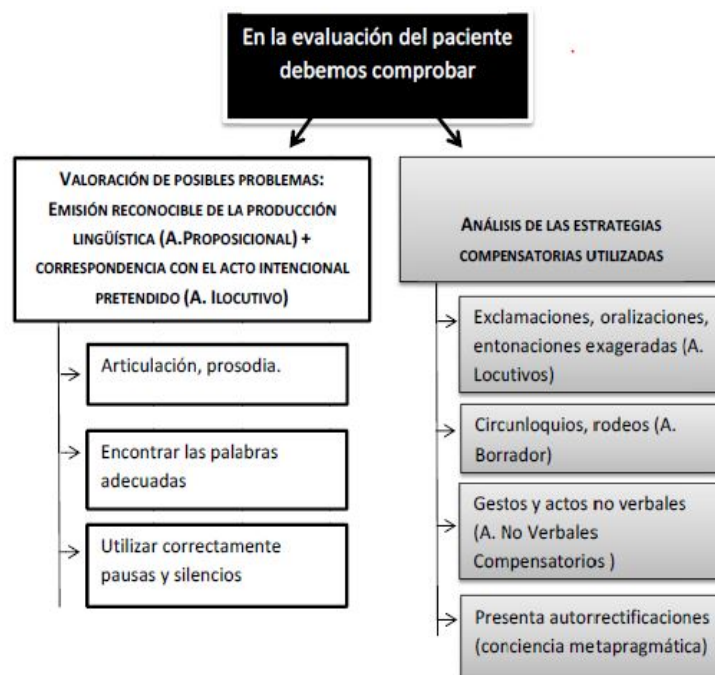 En la evaluación del paciente
debemos comprobar
VALORACIÓN DE POSIBLES PROBLEMAS:
EMISIÓN RECONOCIBLE DE LA PRODUCCIÓN
LINGÜÍSTICA (A.PROPOSICIONAL) +
CORRESPONDENCIA CON EL ACTO INTENCIONAL
PRETENDIDO (A. ILOCUTIVO)
Articulación, prosodia.
Encontrar las palabras
adecuadas
Utilizar correctamente
pausas y silencios
ANÁLISIS DE LAS ESTRATEGIAS
COMPENSATORIAS UTILIZADAS
Exclamaciones, oralizaciones,
entonaciones exageradas (A.
Locutivos)
Circunloquios, rodeos (A.
Borrador)
Gestos y actos no verbales
(A. No Verbales
Compensatorios )
Presenta autorrectificaciones
(conciencia metapragmática)